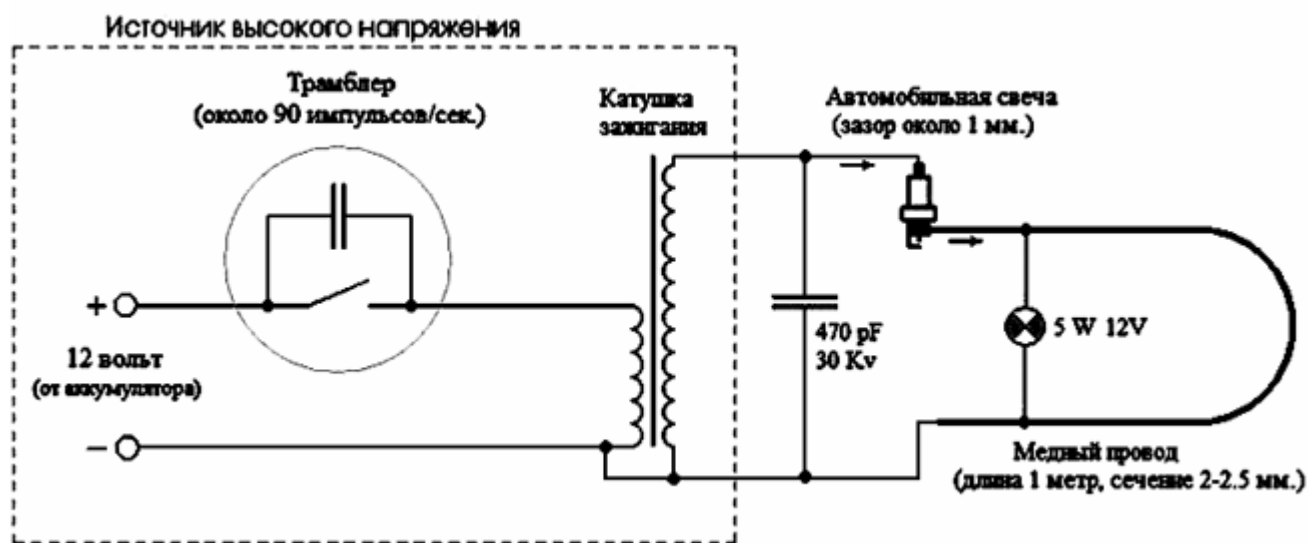 Источник высокого напряжения
Трамблер
(около 90 импульсов/сек.)
Катушка
зажигания
Автомобильная свеча
(зазор около 1 мм.)
+
12 вольт
(от аккумулятора)
–
470 pF
30 Kv
5 W 12V
Медный провод
(длина 1 метр, сечение 2-2.5 мм.)